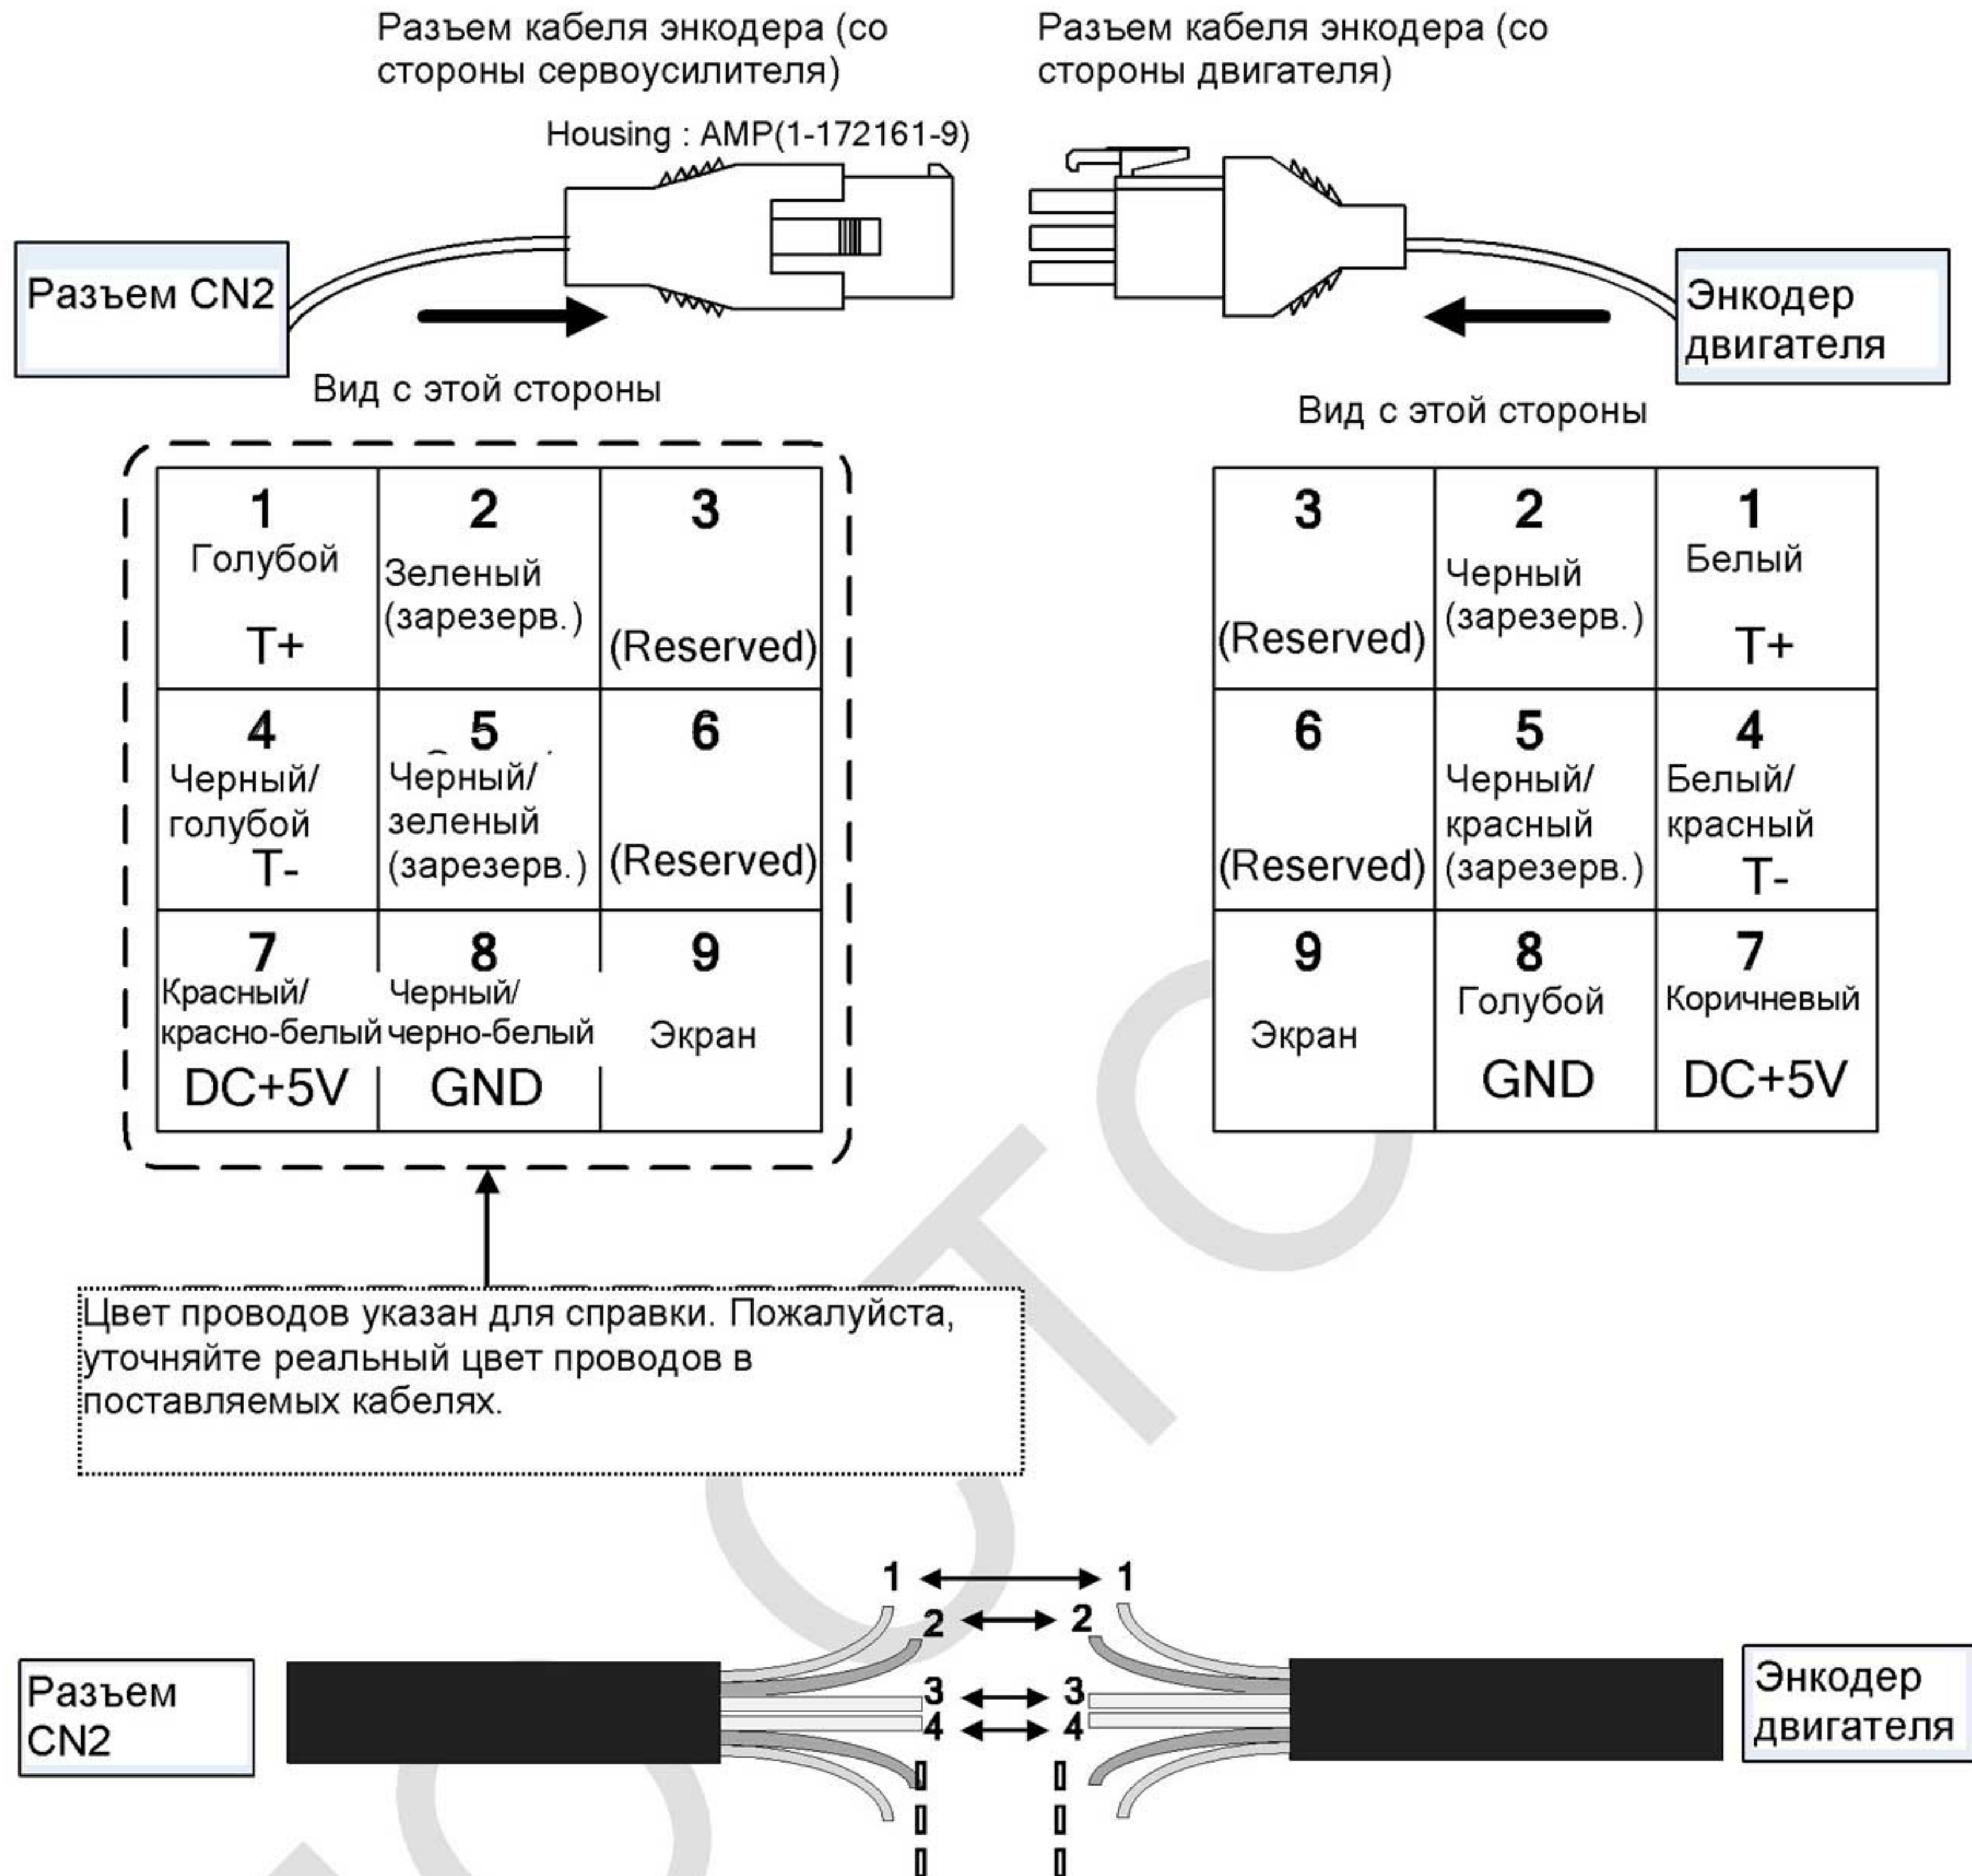 Разъем кабеля энкодера (со
стороны сервоусилителя)
Разъем кабеля энкодера (со
стороны двигателя)
Housing : AMP(1-172161-9)
Разъем CN2
Энкодер
двигателя
Вид с этой стороны
Вид с этой стороны
1
Голубой
T+
2
Зеленый
(зарезерв.)
3
(Reserved)
4
Черный/
голубой
T-
5
Черный/
зеленый
(зарезерв.)
6
(Reserved)
7
Красный/
красно-белый
DC+5V
8
Черный/
черно-белый
GND
9
Экран
3
(Reserved)
2
Черный
(зарезерв.)
1
Белый
T+
6
(Reserved)
5
Черный/
красный
(зарезерв.)
4
Белый/
красный
T-
9
Экран
8
Голубой
GND
7
Коричневый
DC+5V
Цвет проводов указан для справки. Пожалуйста,
уточняйте реальный цвет проводов в
поставляемых кабелях.
1 1
2 2
3 3
4 4
Разъем
CN2
Энкодер
двигателя